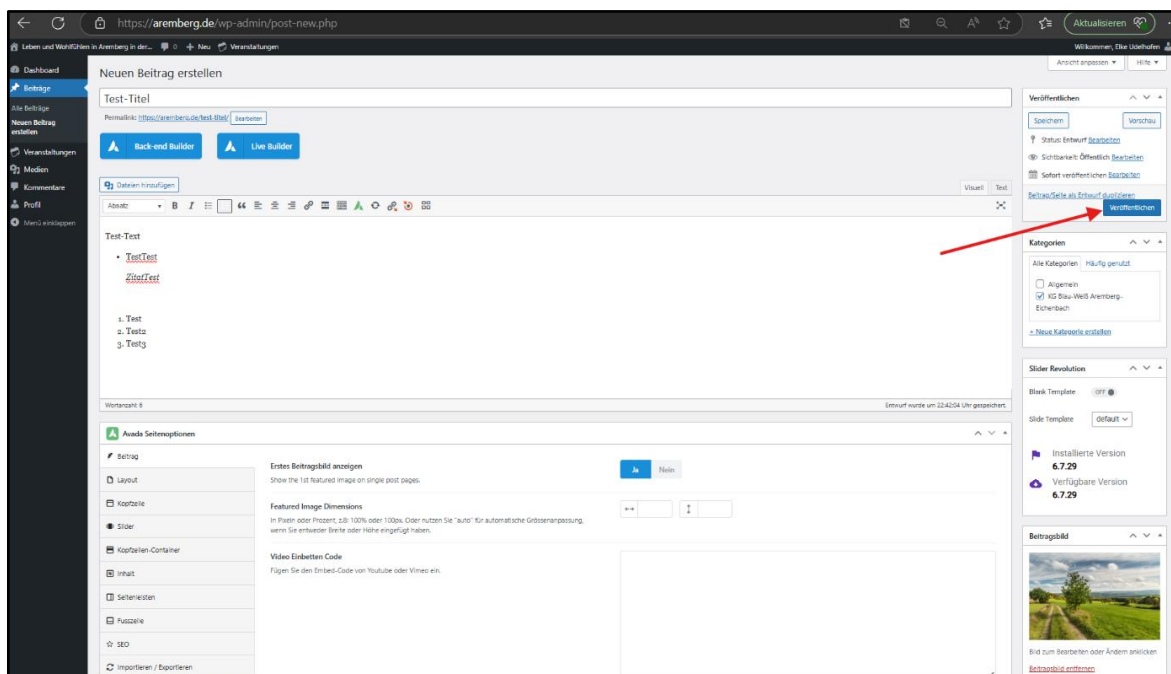 https://aremberg.de/wp-admin/post-new.php
Aktualisieren
Leben und Wohlfühlen in Aremberg in der... 0 + Neu Veranstaltungen
Willkommen, Elke Udelhofen
Dashboard
Beiträge
Alle Beiträge
Neuen Beitrag
erstellen
Veranstaltungen
Medien
Kommentare
Profil
Menü einklappen
Ansicht anpassen ▼ Hilfe ▼
Neuen Beitrag erstellen
Test-Titel
Permalink: https://aremberg.de/test-titel/ Bearbeiten
Back-end Builder
Live Builder
Dateien hinzufügen
Visuell Text
Absatz B I
Test-Text
• TestTest
ZitatTest
1. Test
2. Test2
3. Test3
Wortanzahl: 8
Entwurf wurde um 22:42:04 Uhr gespeichert.
Avada Seitenoptionen
Beitrag
Layout
Kopfzeile
Slider
Kopfzeilen-Container
Inhalt
Seitenleisten
Fusszeile
SEO
Importieren / Exportieren
Erstes Beitragsbild anzeigen
Show the 1st featured image on single post pages.
Ja Nein
Featured Image Dimensions
In Pixeln oder Prozent, z.B: 100% oder 100px. Oder nutzen Sie "auto" für automatische Grössenanpassung,
wenn Sie entweder Breite oder Höhe eingefügt haben.
Video Einbetten Code
Fügen Sie den Embed-Code von Youtube oder Vimeo ein.
Veröffentlichen
Speichern Vorschau
Status: Entwurf Bearbeiten
Sichtbarkeit: Öffentlich Bearbeiten
Sofort veröffentlichen Bearbeiten
Beitrag/Seite als Entwurf duplizieren
Veröffentlichen
Kategorien
Alle Kategorien Häufig genutzt
Allgemein
KG Blau-Weiß Aremberg-
Eichenbach
+ Neue Kategorie erstellen
Slider Revolution
Blank Template OFF
Slide Template default
Installierte Version
6.7.29
Verfügbare Version
6.7.29
Beitragsbild
Bild zum Bearbeiten oder Ändern anklicken
Beitragsbild entfernen